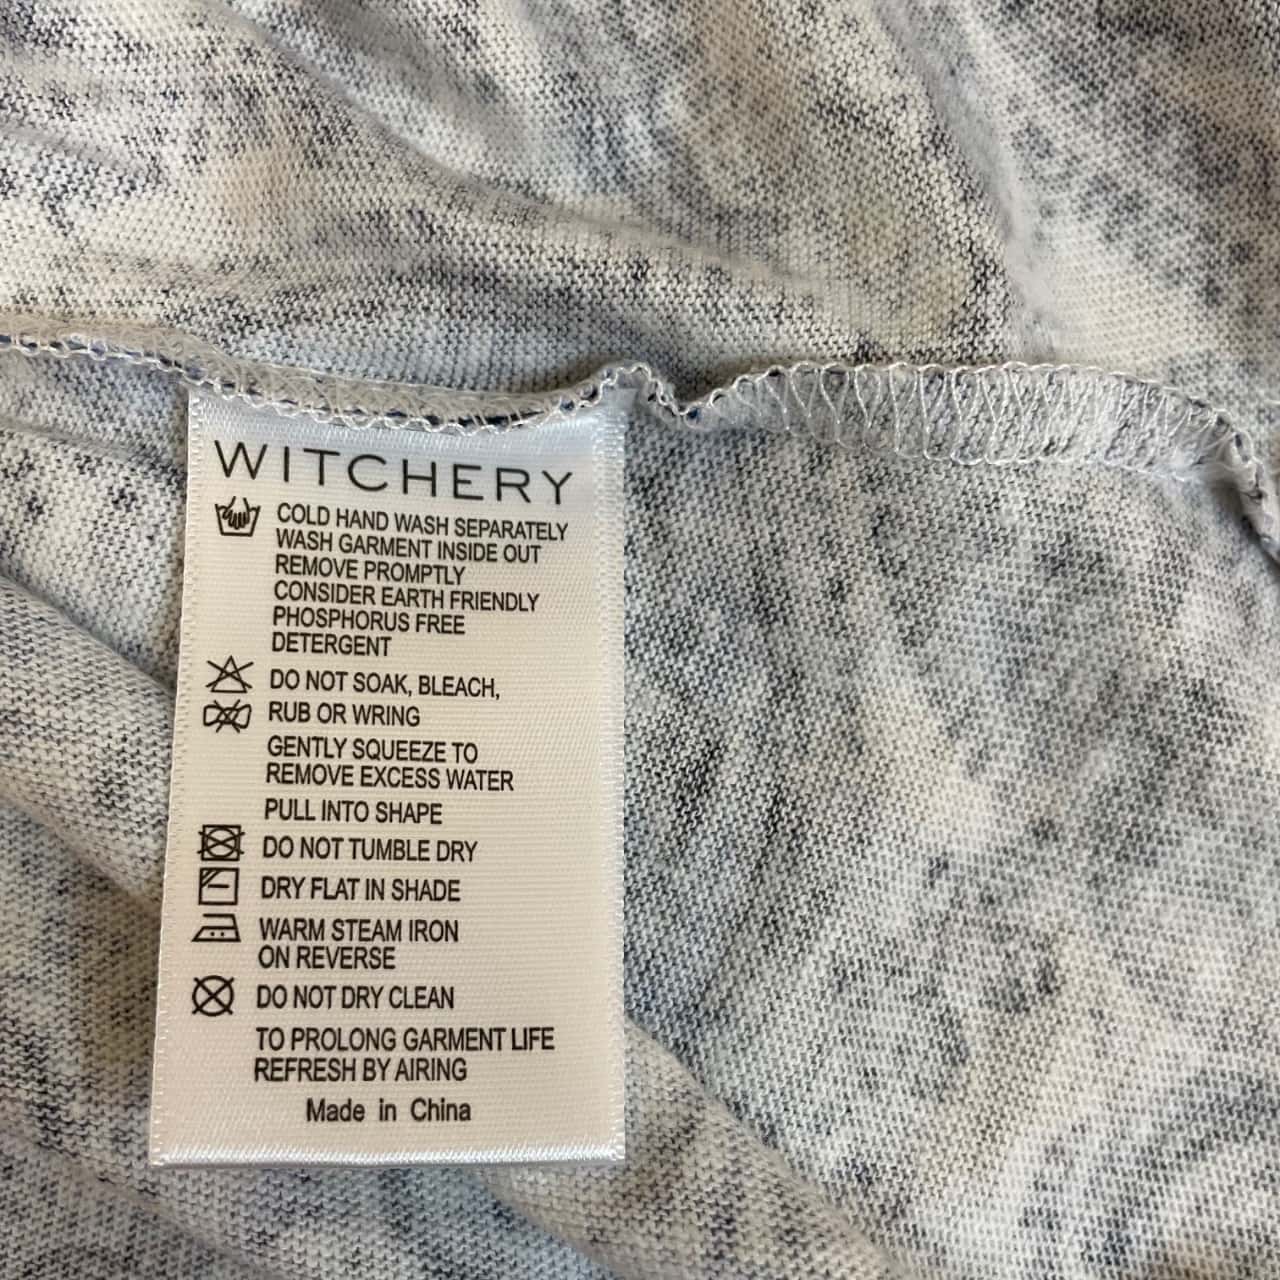 WITCHERY
COLD HAND WASH SEPARATELY
WASH GARMENT INSIDE OUT
REMOVE PROMPTLY
CONSIDER EARTH FRIENDLY
PHOSPHORUS FREE
DETERGENT
DO NOT SOAK, BLEACH,
RUB OR WRING
GENTLY SQUEEZE TO
REMOVE EXCESS WATER
PULL INTO SHAPE
DO NOT TUMBLE DRY
DRY FLAT IN SHADE
WARM STEAM IRON
ON REVERSE
DO NOT DRY CLEAN
TO PROLONG GARMENT LIFE
REFRESH BY AIRING
Made in China